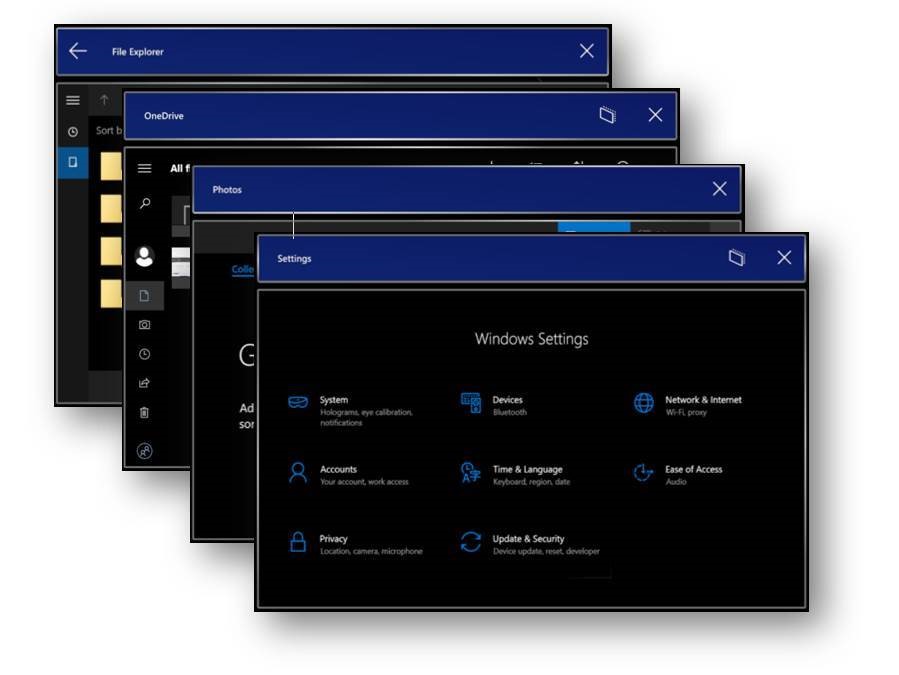 File Explorer
Sort b
OneDrive
All f
Photos
Colle
G
Ad
sor
Settings
Windows Settings
System
Holograms, eye calibration,
notifications
Devices
Bluetooth
Network & Internet
Wi-Fi, proxy
Accounts
Your account, work access
Time & Language
Keyboard, region, date
Ease of Access
Audio
Privacy
Location, camera, microphone
Update & Security
Device update, reset, developer